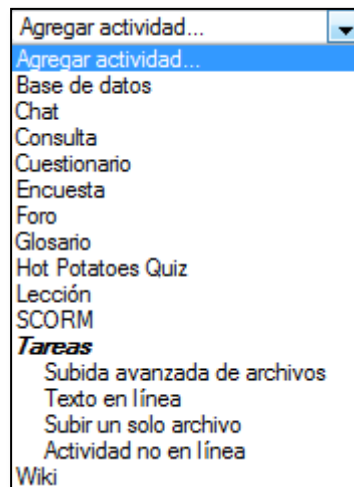 Agregar actividad...
Agregar actividad...
Base de datos
Chat
Consulta
Cuestionario
Encuesta
Foro
Glosario
Hot Potatoes Quiz
Lección
SCORM
Tareas
Subida avanzada de archivos
Texto en línea
Subir un solo archivo
Actividad no en línea
Wiki